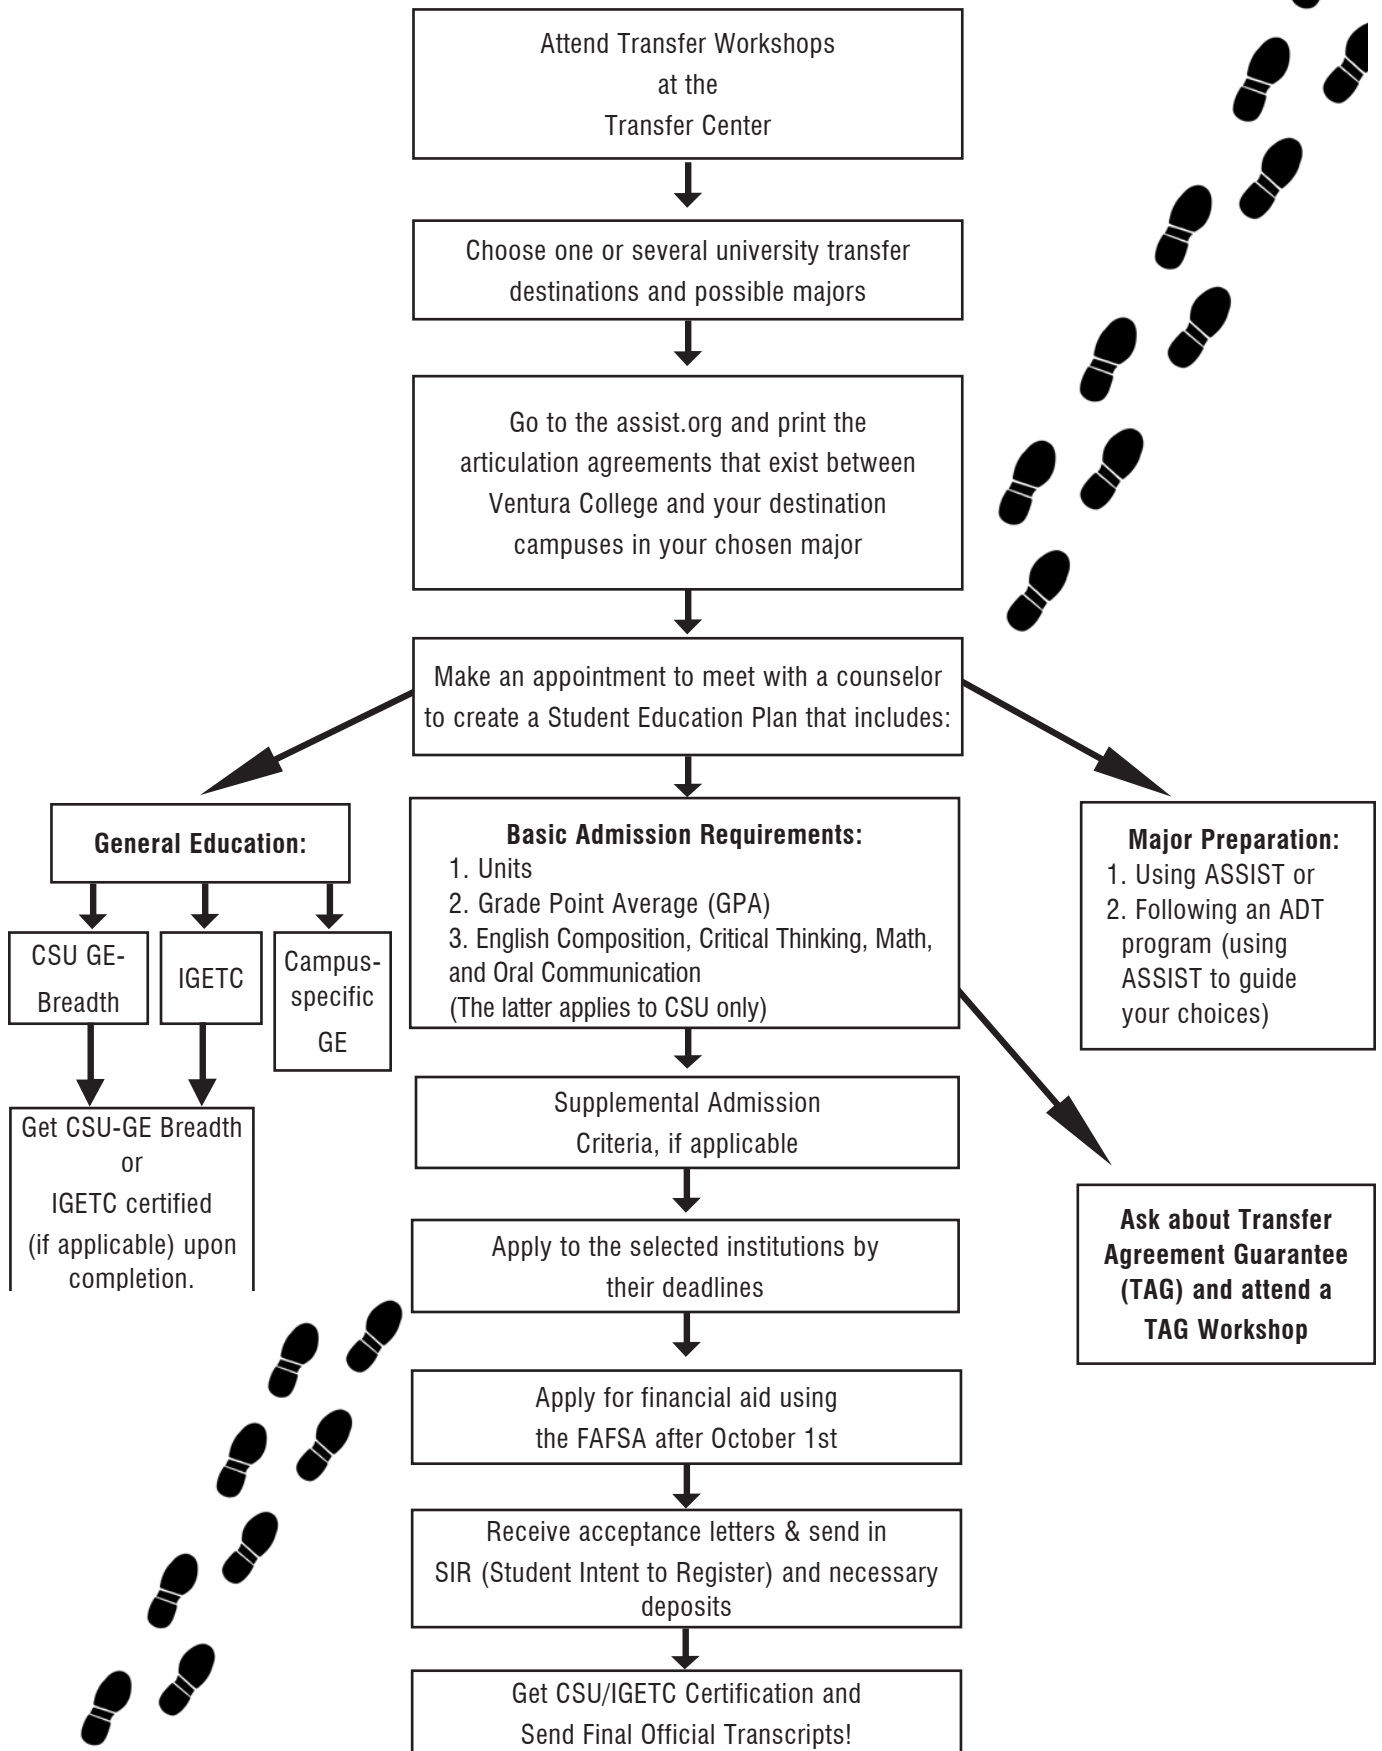 Attend Transfer Workshops
at the
Transfer Center
Choose one or several university transfer
destinations and possible majors
Go to the assist.org and print the
articulation agreements that exist between
Ventura College and your destination
campuses in your chosen major
Make an appointment to meet with a counselor
to create a Student Education Plan that includes:
General Education:
CSU GE-
Breadth
IGETC
Campus-
specific
GE
Get CSU-GE Breadth
or
IGETC certified
(if applicable) upon
completion.
Basic Admission Requirements:
1. Units
2. Grade Point Average (GPA)
3. English Composition, Critical Thinking, Math,
and Oral Communication
(The latter applies to CSU only)
Major Preparation:
1. Using ASSIST or
2. Following an ADT
program (using
ASSIST to guide
your choices)
Supplemental Admission
Criteria, if applicable
Ask about Transfer
Agreement Guarantee
(TAG) and attend a
TAG Workshop
Apply to the selected institutions by
their deadlines
Apply for financial aid using
the FAFSA after October 1st
Receive acceptance letters & send in
SIR (Student Intent to Register) and necessary
deposits
Get CSU/IGETC Certification and
Send Final Official Transcripts!